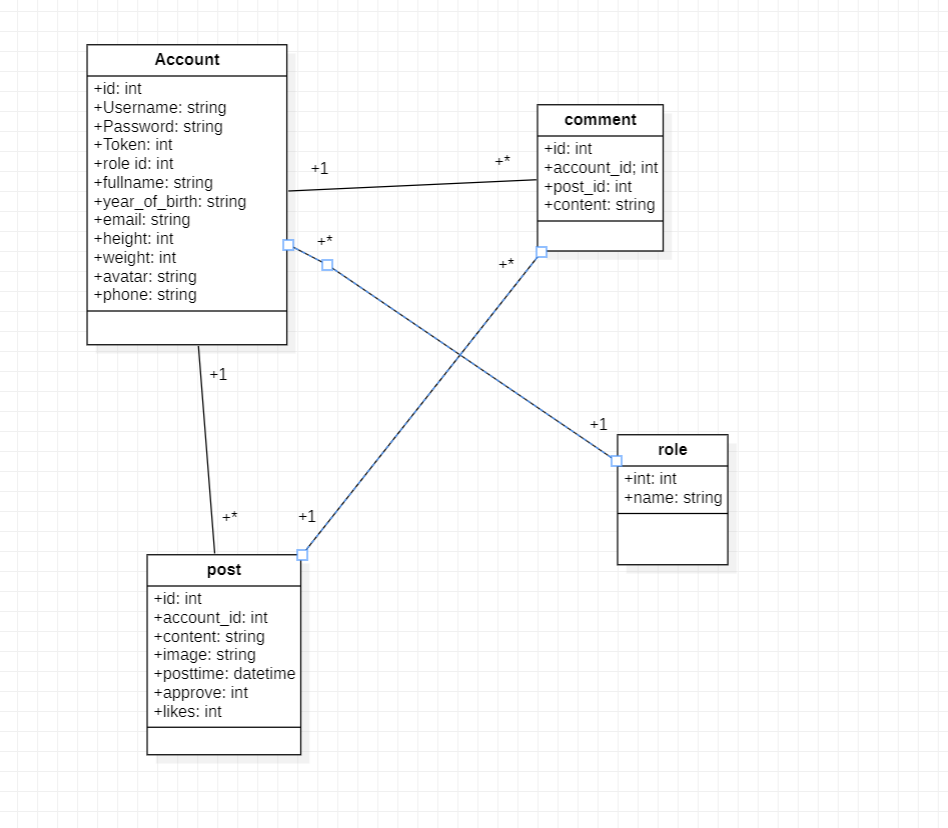 Account
+id: int
+Username: string
+Password: string
+Token: int
+role id: int
+fullname: string
+year_of_birth: string
+email: string
+height: int
+weight: int
+avatar: string
+phone: string
+1
+*
comment
+id: int
+account_id; int
+post_id: int
+content: string
+*
+*
+1
+1
role
+int: int
+name: string
+*
+1
post
+id: int
+account_id: int
+content: string
+image: string
+posttime: datetime
+approve: int
+likes: int